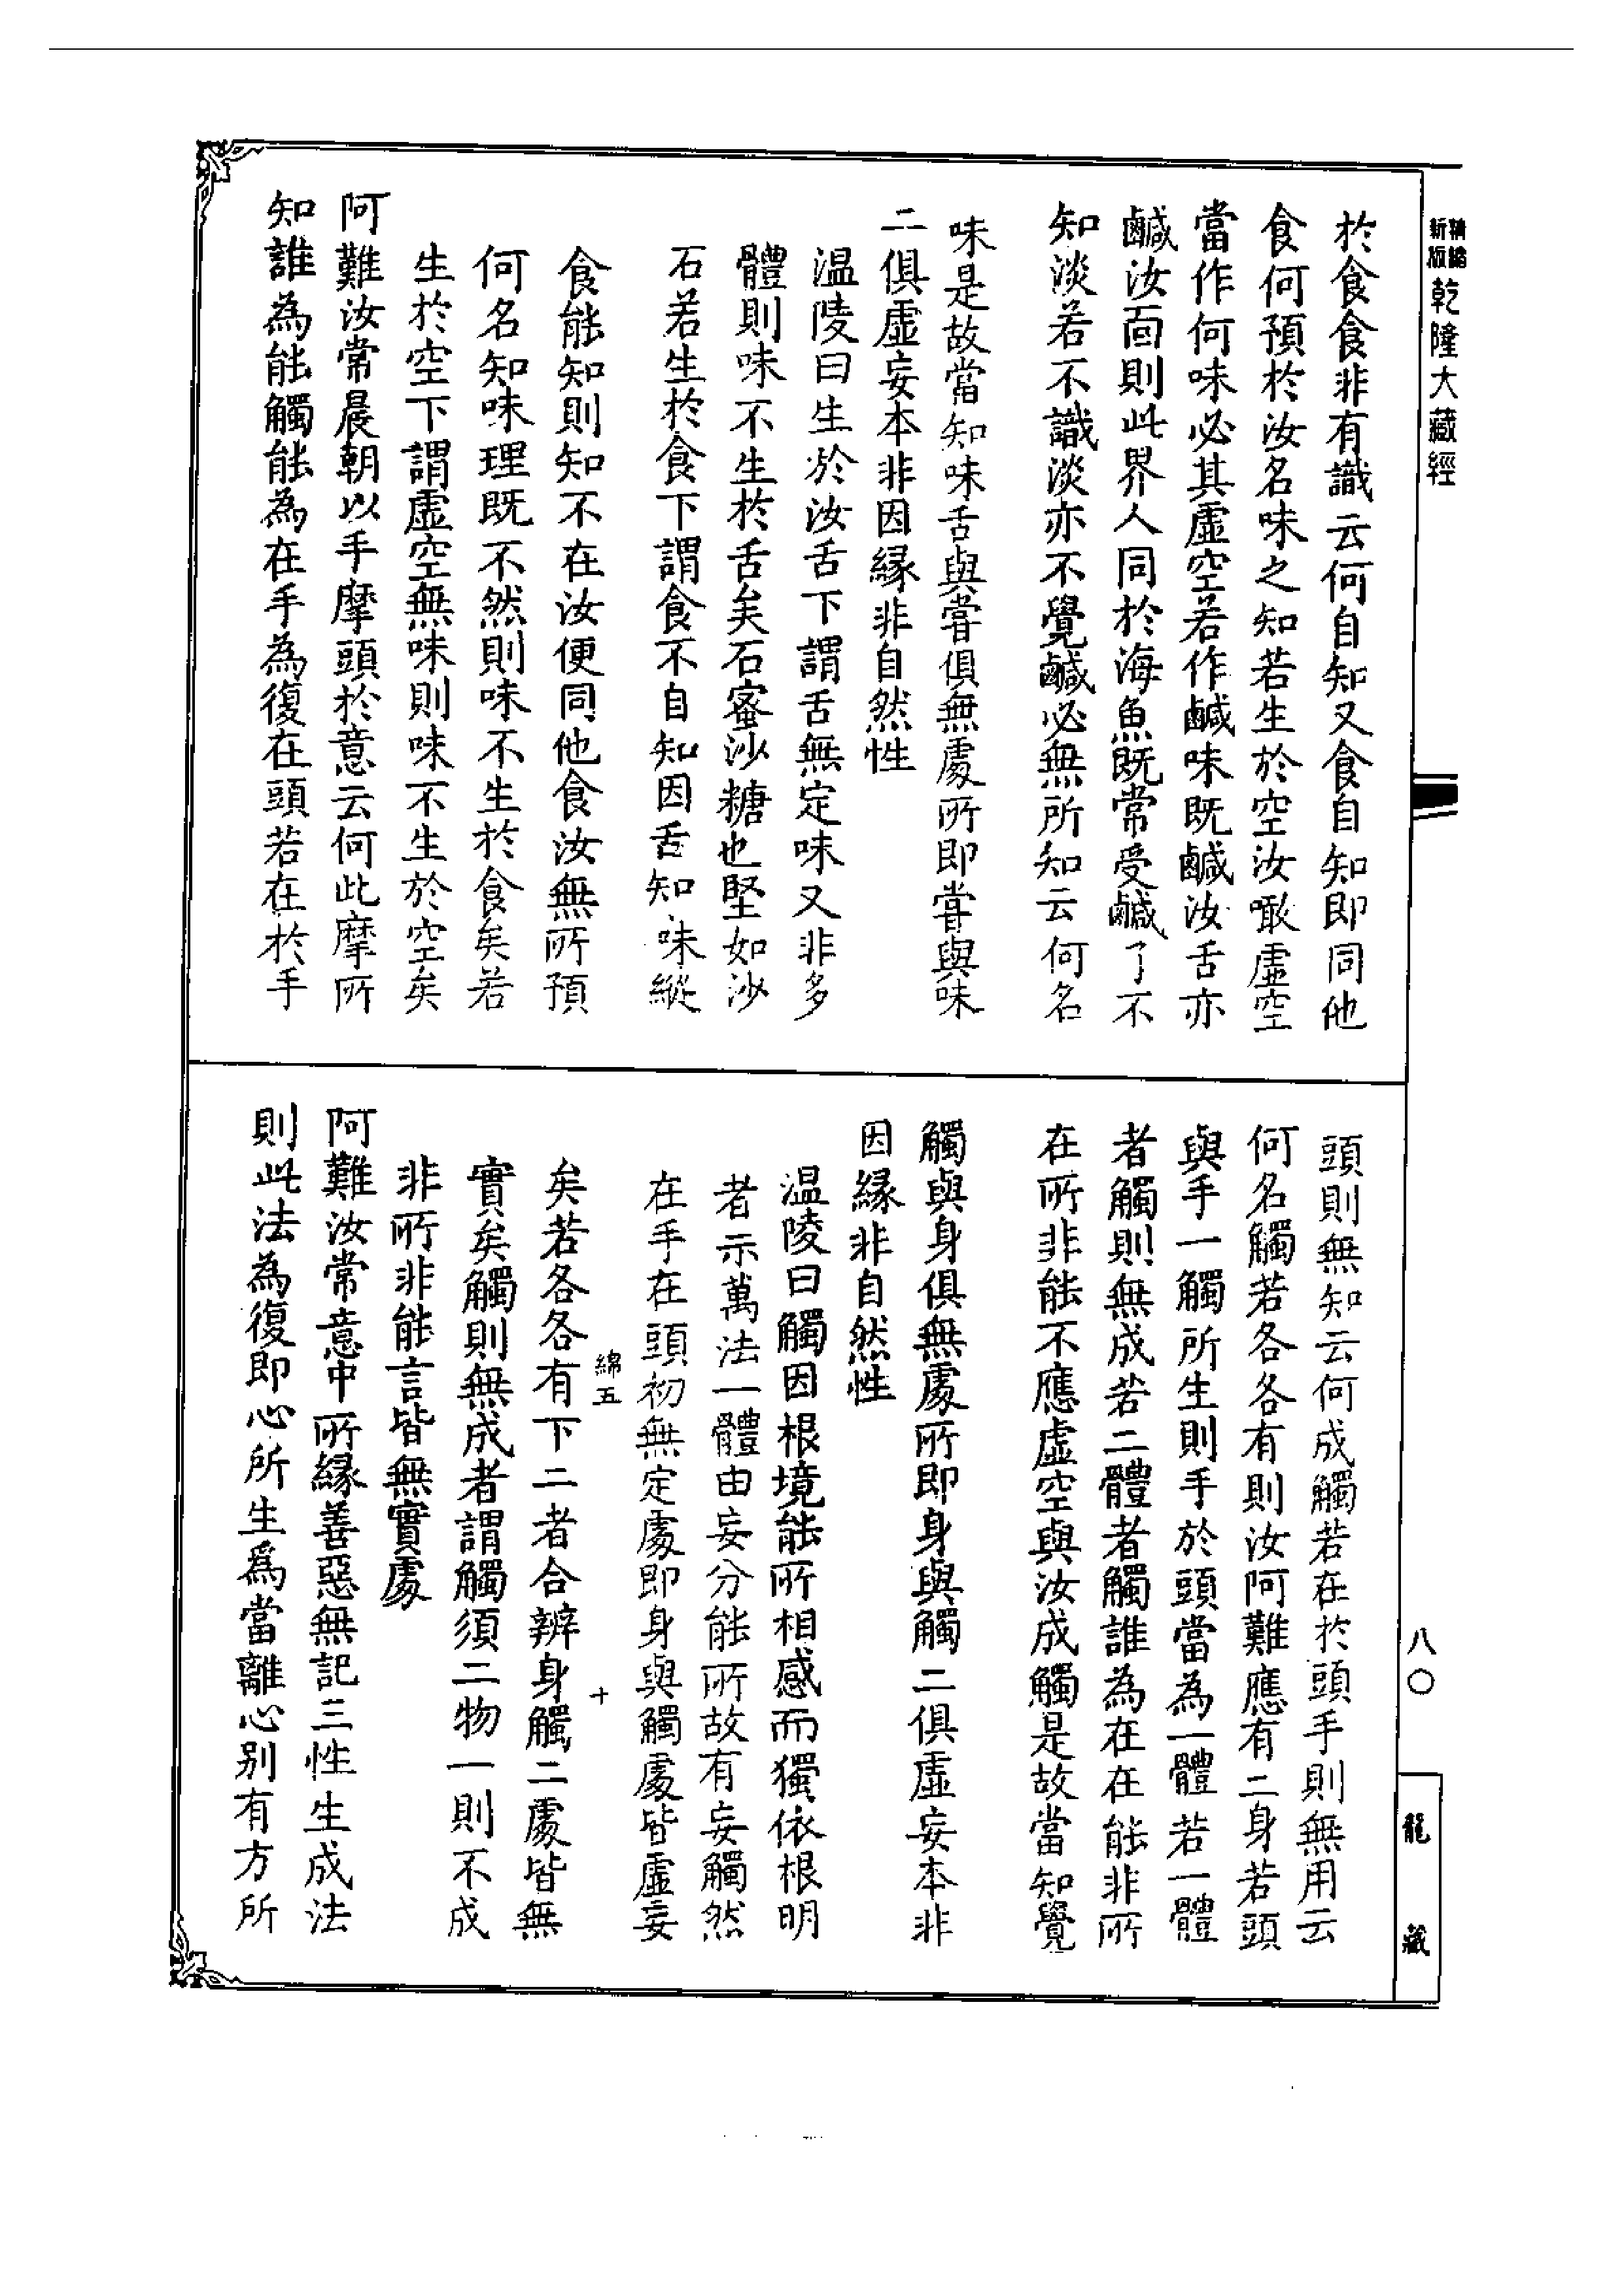 精縮
新版
乾隆大藏經
於食食非有識云何自知又食自知即同他
食何預於汝名味之知若生於空汝噉虛空
當作何味必其虛空若作鹹味既鹹汝舌亦
鹹汝面則此界人同於海魚既常受鹹了不
知淡若不識淡亦不覺鹹必無所知云何名
味是故當知味舌與嘗俱無處所即嘗與味
二俱虛妄本非因緣非自然性
溫陵曰生於汝舌下謂舌無定味又非多
體則味不生於舌矣石蜜沙糖也堅如沙
石若生於食下謂食不自知因舌知味縱
食能知則知不在汝便同他食汝無所預
何名知味理既不然則味不生於食矣若
生於空下謂虛空無味則味不生於空矣
阿難汝常晨朝以手摩頭於意云何此摩所
知誰為能觸能為在手為復在頭若在於手
頭則無知云何成觸若在於頭手則無用云
何名觸若各各有則汝阿難應有二身若頭
與手一觸所生則手於頭當為一體若一體
者觸則無成若二體者觸誰為在在能非所
在所非能不應虛空與汝成觸是故當知覺
觸與身俱無處所即身與觸二俱虛妄本非
因緣非自然性
溫陵曰觸因根境能所相感而獨依根明
者示萬法一體由妄分能所故有妄觸然
在手在頭初無定處即身與觸處皆虛妄
綿五
十
矣若各各有下二者合辨身觸二處皆無
實矣觸則無成者謂觸須二物一則不成
非所非能言皆無實處
阿難汝常意中所緣善惡無記三性生成法
則此法為復即心所生爲當離心別有方所
八〇
龍藏